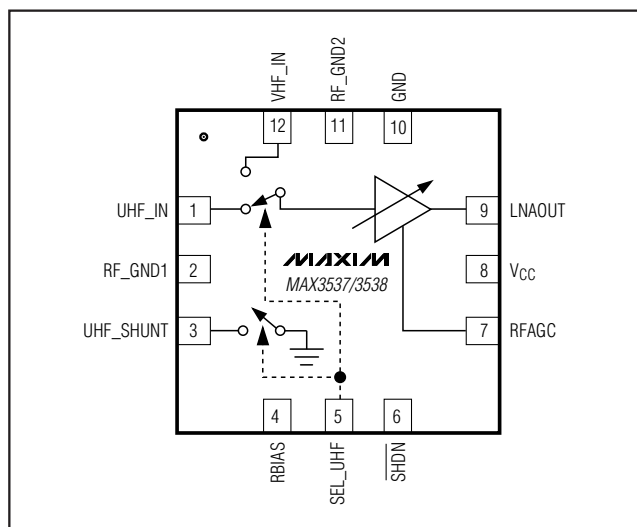 VHF_IN
RF_GND2
GND
12
11
10
UHF_IN 1
9 LNAOUT
MAXIM
MAX3537/3538
RF_GND1 2
8 VCC
UHF_SHUNT 3
7 RFAGC
4
5
6
RBIAS
SEL_UHF
SHDN